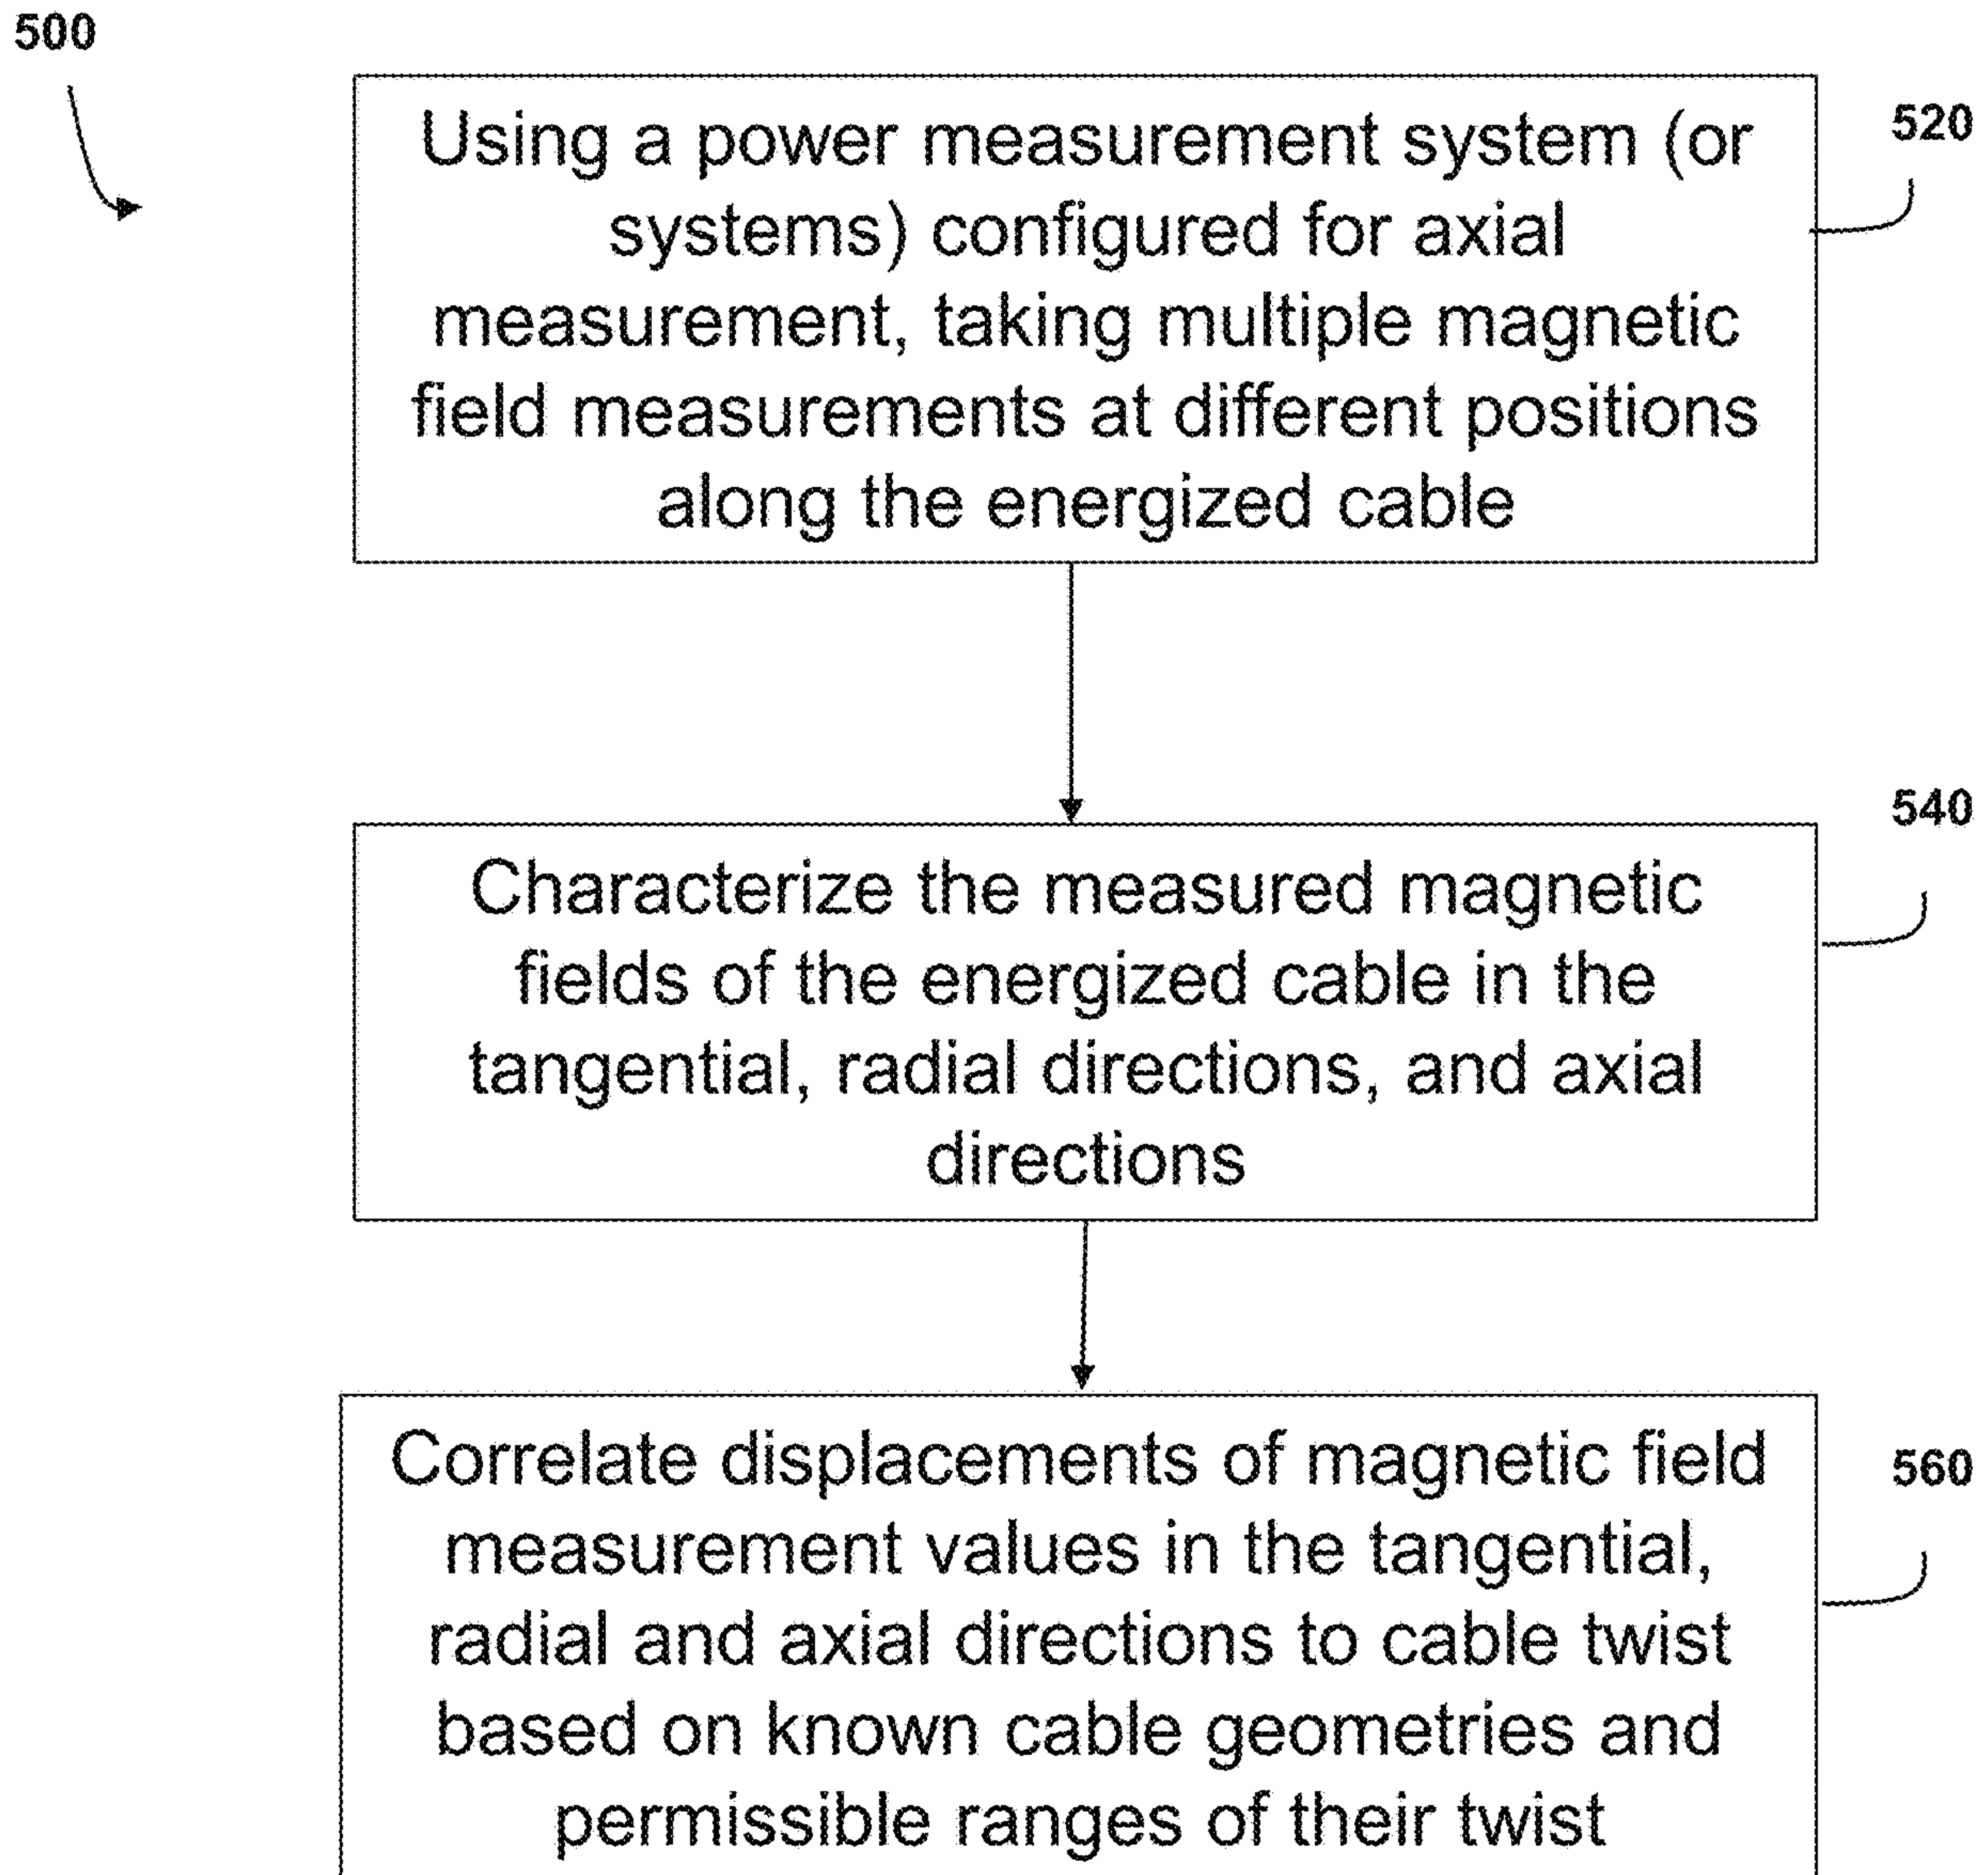 500
Using a power measurement system (or
systems) configured for axial
measurement, taking multiple magnetic
field measurements at different positions
along the energized cable
520
Characterize the measured magnetic
fields of the energized cable in the
tangential, radial directions, and axial
directions
540
Correlate displacements of magnetic field
measurement values in the tangential,
radial and axial directions to cable twist
based on known cable geometries and
permissible ranges of their twist
560